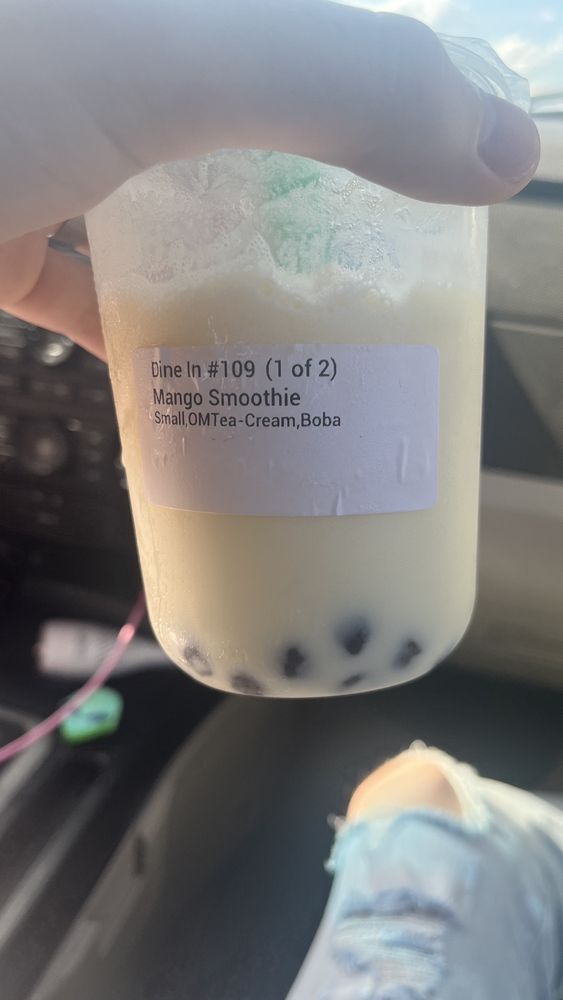 Dine In #109 (1 of 2)
Mango Smoothie
Small,OMTea-Cream,Boba